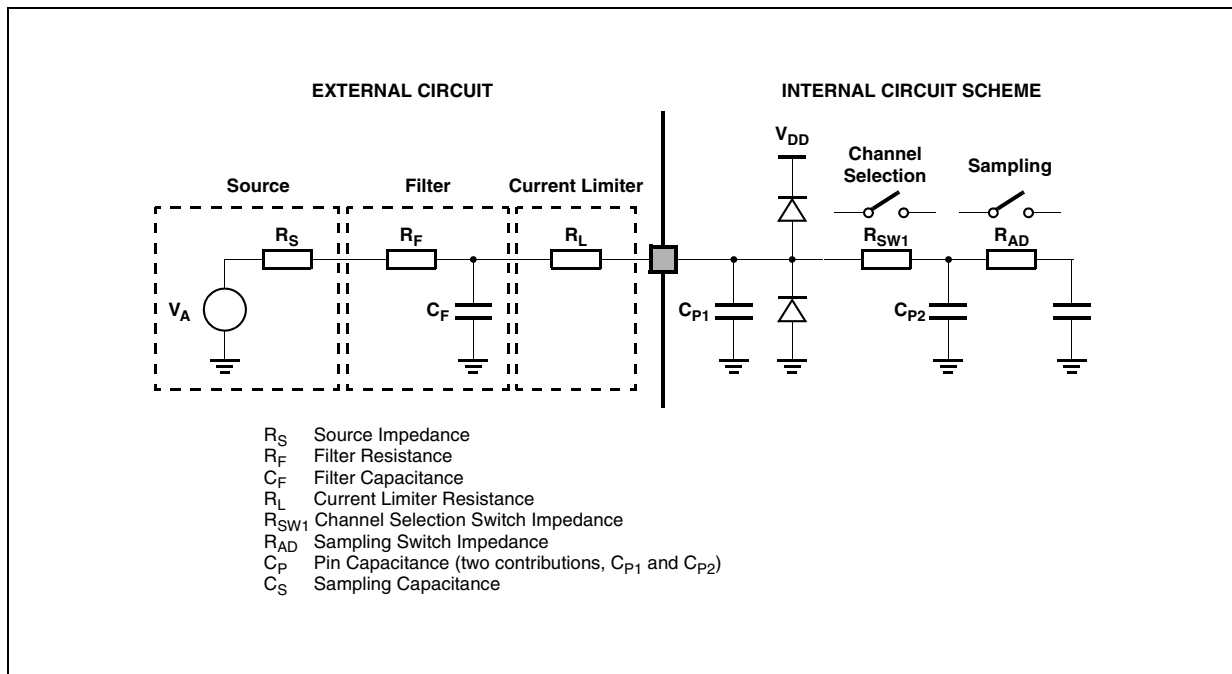 EXTERNAL CIRCUIT
INTERNAL CIRCUIT SCHEME
VDD
Channel
Selection
Sampling
Source
Filter
Current Limiter
RS
RF
RL
RSW1
RAD
VA
CF
CP1
CP2
RS Source Impedance
RF Filter Resistance
CF Filter Capacitance
RL Current Limiter Resistance
RSW1 Channel Selection Switch Impedance
RAD Sampling Switch Impedance
CP Pin Capacitance (two contributions, CP1 and CP2)
CS Sampling Capacitance